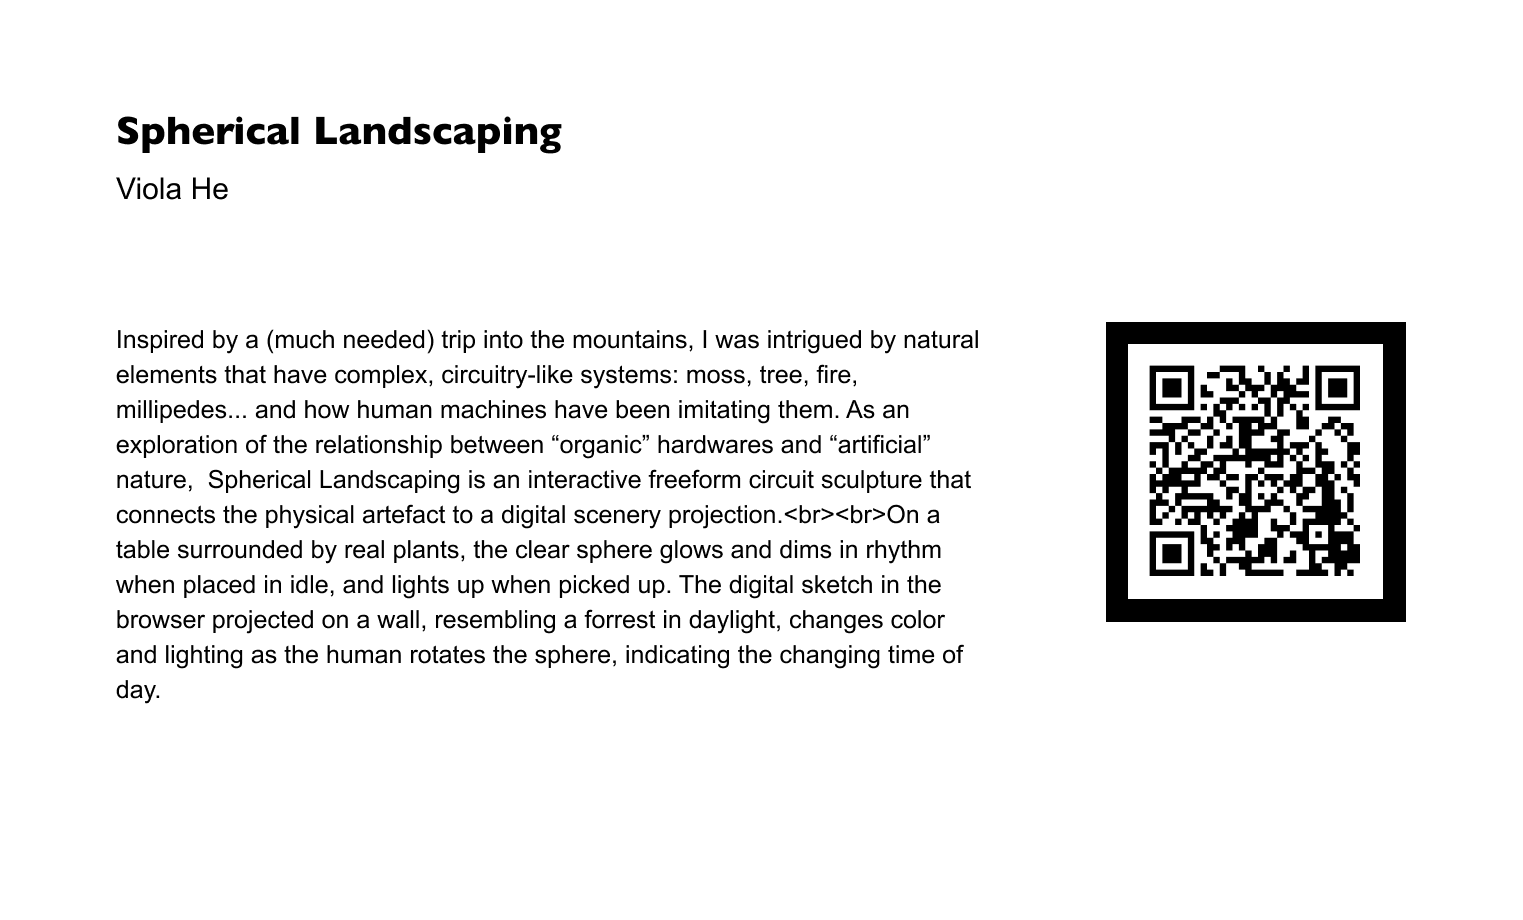 Spherical Landscaping
Viola He
Inspired by a (much needed) trip into the mountains, I was intrigued by natural
elements that have complex, circuitry-like systems: moss, tree, fire,
millipedes... and how human machines have been imitating them. As an
exploration of the relationship between “organic” hardwares and “artificial”
nature,  Spherical Landscaping is an interactive freeform circuit sculpture that
connects the physical artefact to a digital scenery projection.<br><br>On a
table surrounded by real plants, the clear sphere glows and dims in rhythm
when placed in idle, and lights up when picked up. The digital sketch in the
browser projected on a wall, resembling a forrest in daylight, changes color
and lighting as the human rotates the sphere, indicating the changing time of
day.